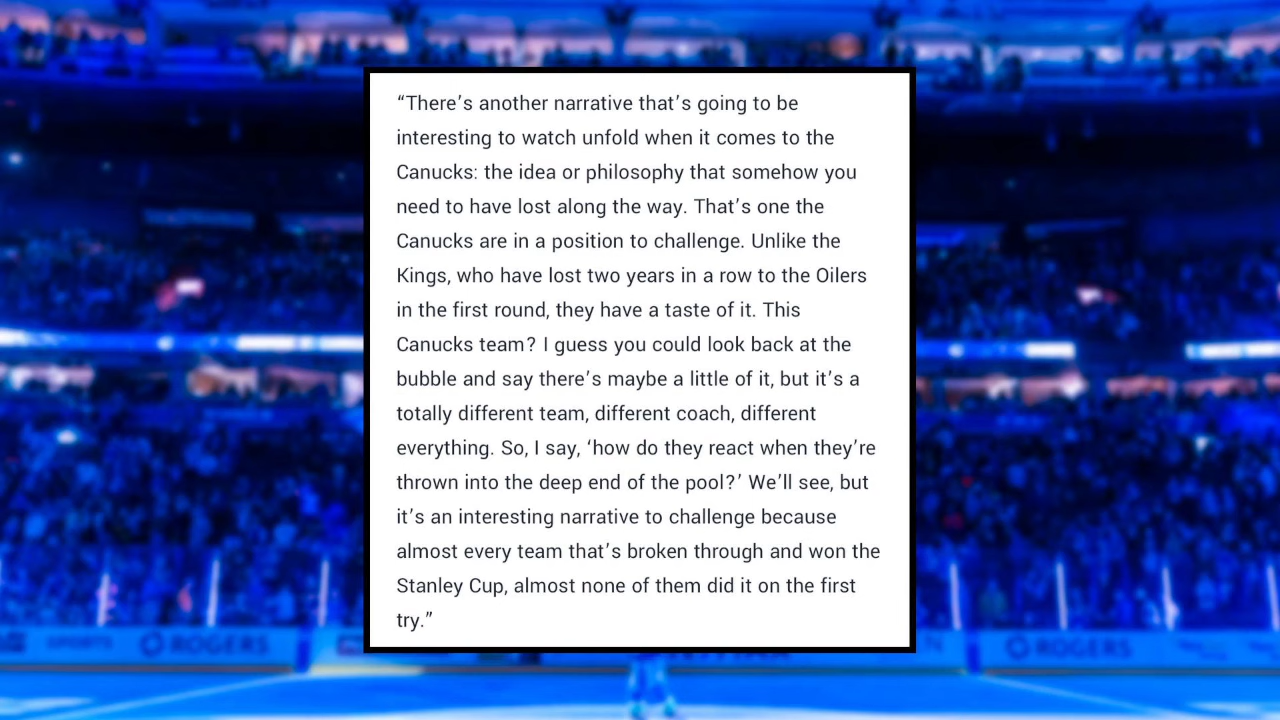 “There’s another narrative that’s going to be
interesting to watch unfold when it comes to the
Canucks: the idea or philosophy that somehow you
need to have lost along the way. That’s one the
Canucks are in a position to challenge. Unlike the
Kings, who have lost two years in a row to the Oilers
in the first round, they have a taste of it. This
Canucks team? I guess you could look back at the
bubble and say there’s maybe a little of it, but it’s a
totally different team, different coach, different
everything. So, I say, ‘how do they react when they’re
thrown into the deep end of the pool?’ We’ll see, but
it’s an interesting narrative to challenge because
almost every team that’s broken through and won the
Stanley Cup, almost none of them did it on the first
try.”
ROGERS
ROGERS